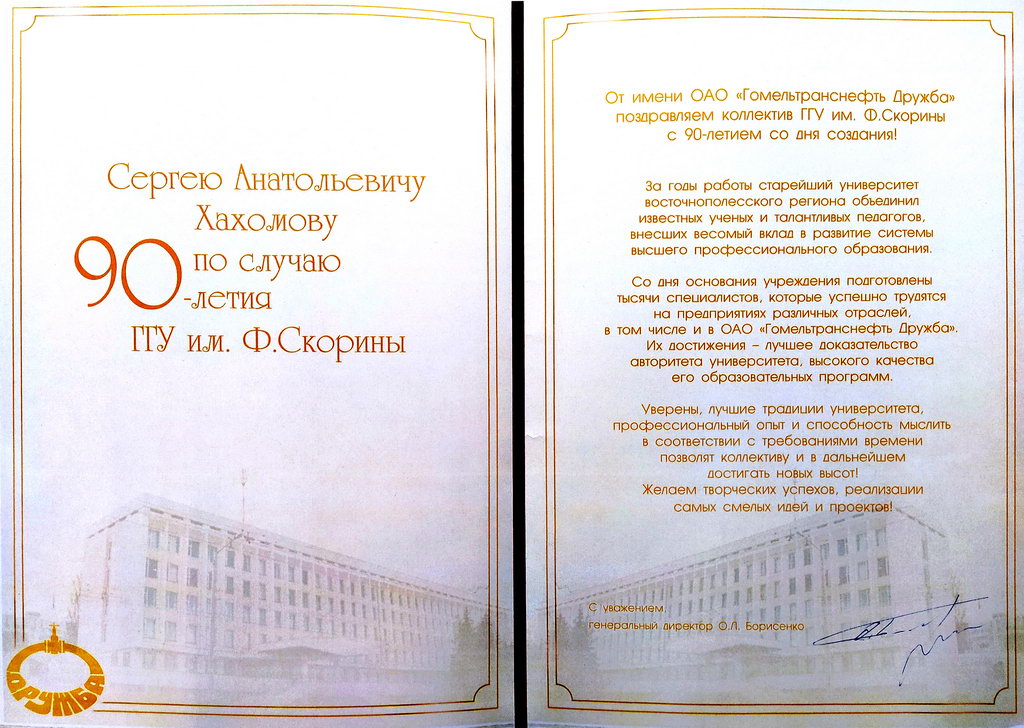 Сергею Анатольевичу
Хахомову
90 по случаю
-летия
ГГУ им. Ф.Скорины
ДРУЖБА
От имени ОАО «Гомельтранснефть Дружба»
поздравляем коллектив ГГУ им. Ф.Скорины
с 90-летием со дня создания!
За годы работы старейший университет
восточнополесского региона объединил
известных ученых и талантливых педагогов,
внесших весомый вклад в развитие системы
высшего профессионального образования.
Со дня основания учреждения подготовлены
тысячи специалистов, которые успешно трудятся
на предприятиях различных отраслей,
в том числе и в ОАО «Гомельтранснефть Дружба».
Их достижения – лучшее доказательство
авторитета университета, высокого качества
его образовательных программ.
Уверены, лучшие традиции университета,
профессиональный опыт и способность мыслить
в соответствии с требованиями времени
позволят коллективу и в дальнейшем
достигать новых высот!
Желаем творческих успехов, реализации
самых смелых идей и проектов!
С уважением,
генеральный директор О.Л. Борисенко